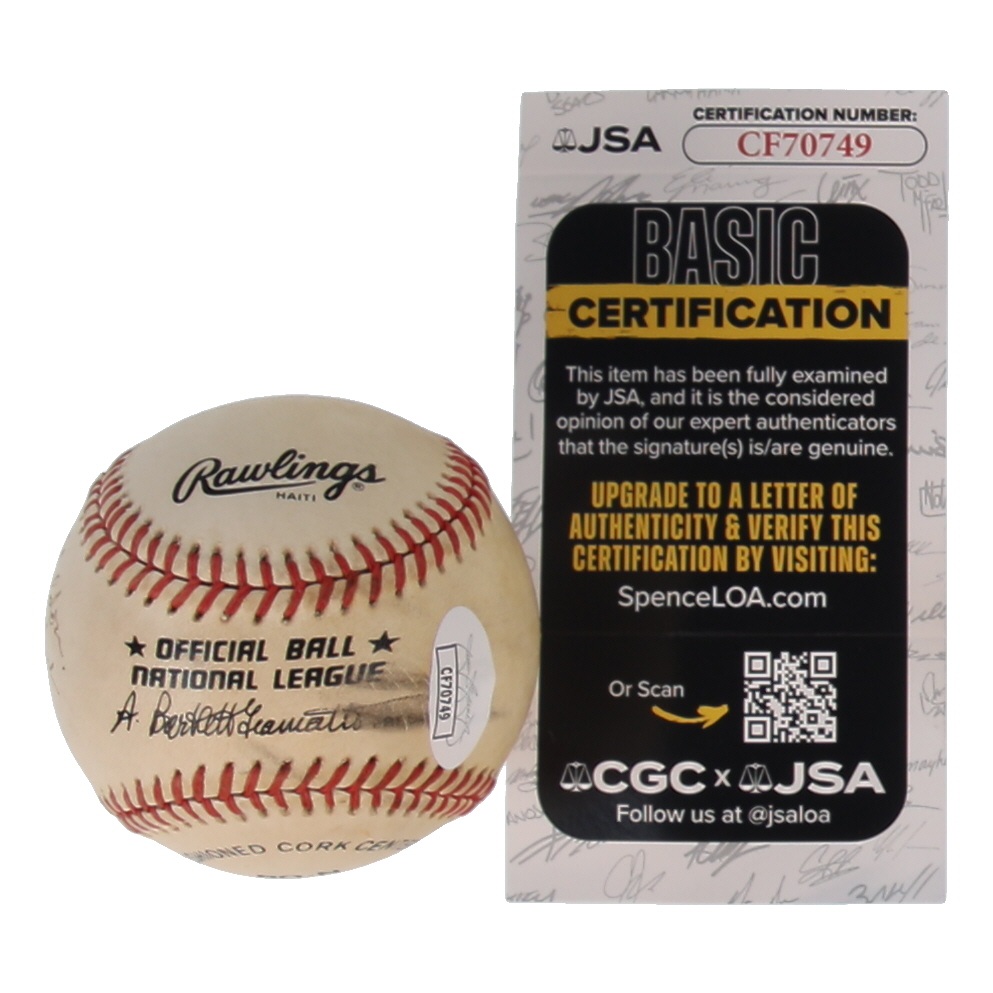 Rawlings®
HAITI
★ OFFICIAL BALL ★
NATIONAL LEAGUE
A. Bartlett Giamatti
CF70749
HIONED CORK CEN
JSA
CERTIFICATION NUMBER:
CF70749
BASIC
CERTIFICATION
This item has been fully examined
by JSA, and it is the considered
opinion of our expert authenticators
that the signature(s) is/are genuine.
UPGRADE TO A LETTER OF
AUTHENTICITY & VERIFY THIS
CERTIFICATION BY VISITING:
SpenceLOA.com
Or Scan
CGC x JSA
Follow us at @jsaloa